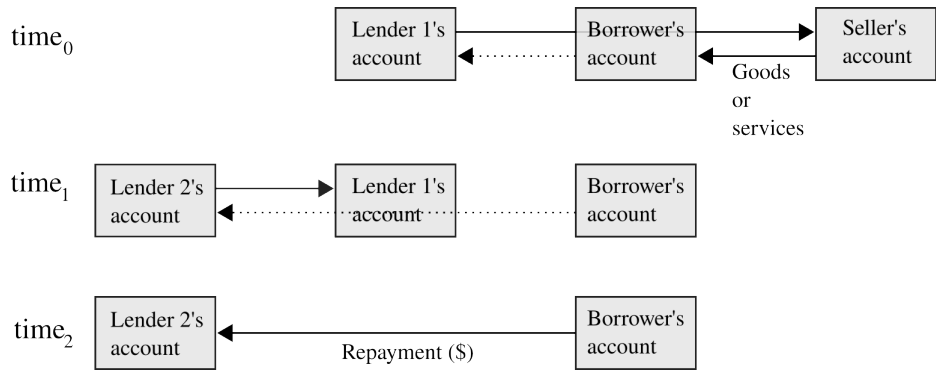 time0
Lender 1's
account
Borrower's
account
Seller's
account
Goods
or
services
time1
Lender 2's
account
Lender 1's
account
Borrower's
account
time2
Lender 2's
account
Borrower's
account
Repayment ($)